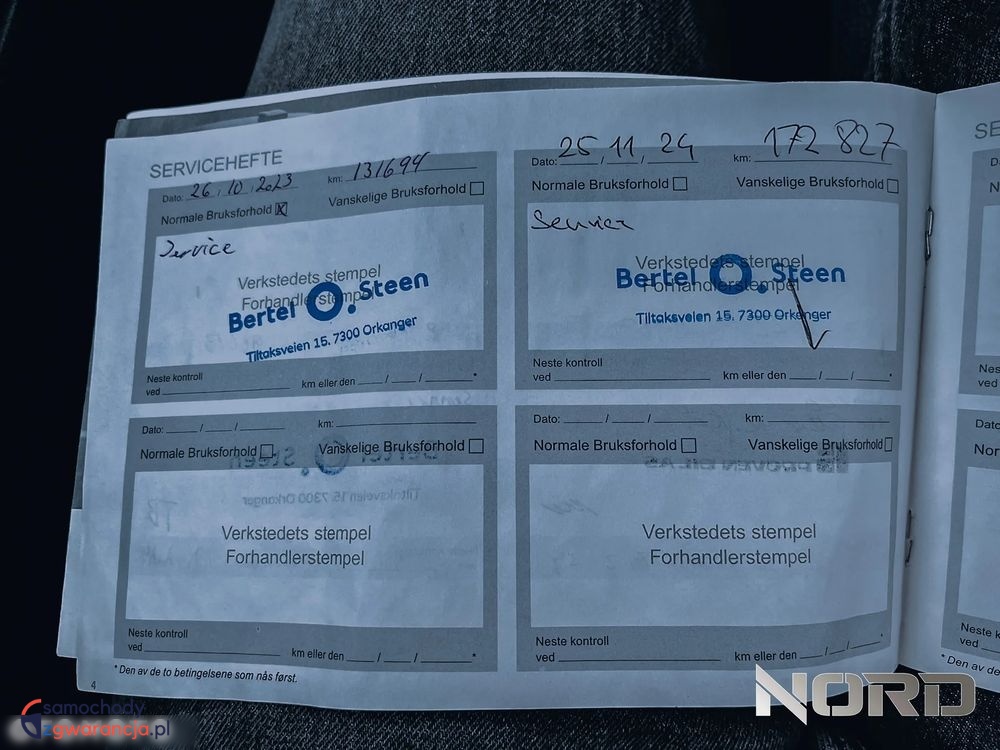 SERVICEHEFTE
Dato: 26, 10, 2023 km: 131694
Normale Bruksforhold Vanskelige Bruksforhold
Service
Verkstedets stempel
Forhandlerstempel
Bertel O. Steen
Tiltaksveien 15. 7300 Orkanger
Neste kontroll
ved km eller den / / *
Dato: 25, 11, 24 km: 172 827
Normale Bruksforhold Vanskelige Bruksforhold
Service
Verkstedets stempel
Forhandlerstempel
Bertel O. Steen
Tiltaksveien 15. 7300 Orkanger
Neste kontroll
ved km eller den / / *
Dato: / / km:
Normale Bruksforhold Vanskelige Bruksforhold
Verkstedets stempel
Forhandlerstempel
Neste kontroll
ved km eller den / / *
Dato: / / km:
Normale Bruksforhold Vanskelige Bruksforhold
Verkstedets stempel
Forhandlerstempel
Neste kontroll
ved km eller den / / *
* Den av de to betingelsene som nås først.
4
samochody
zgwarancja.pl
NORD